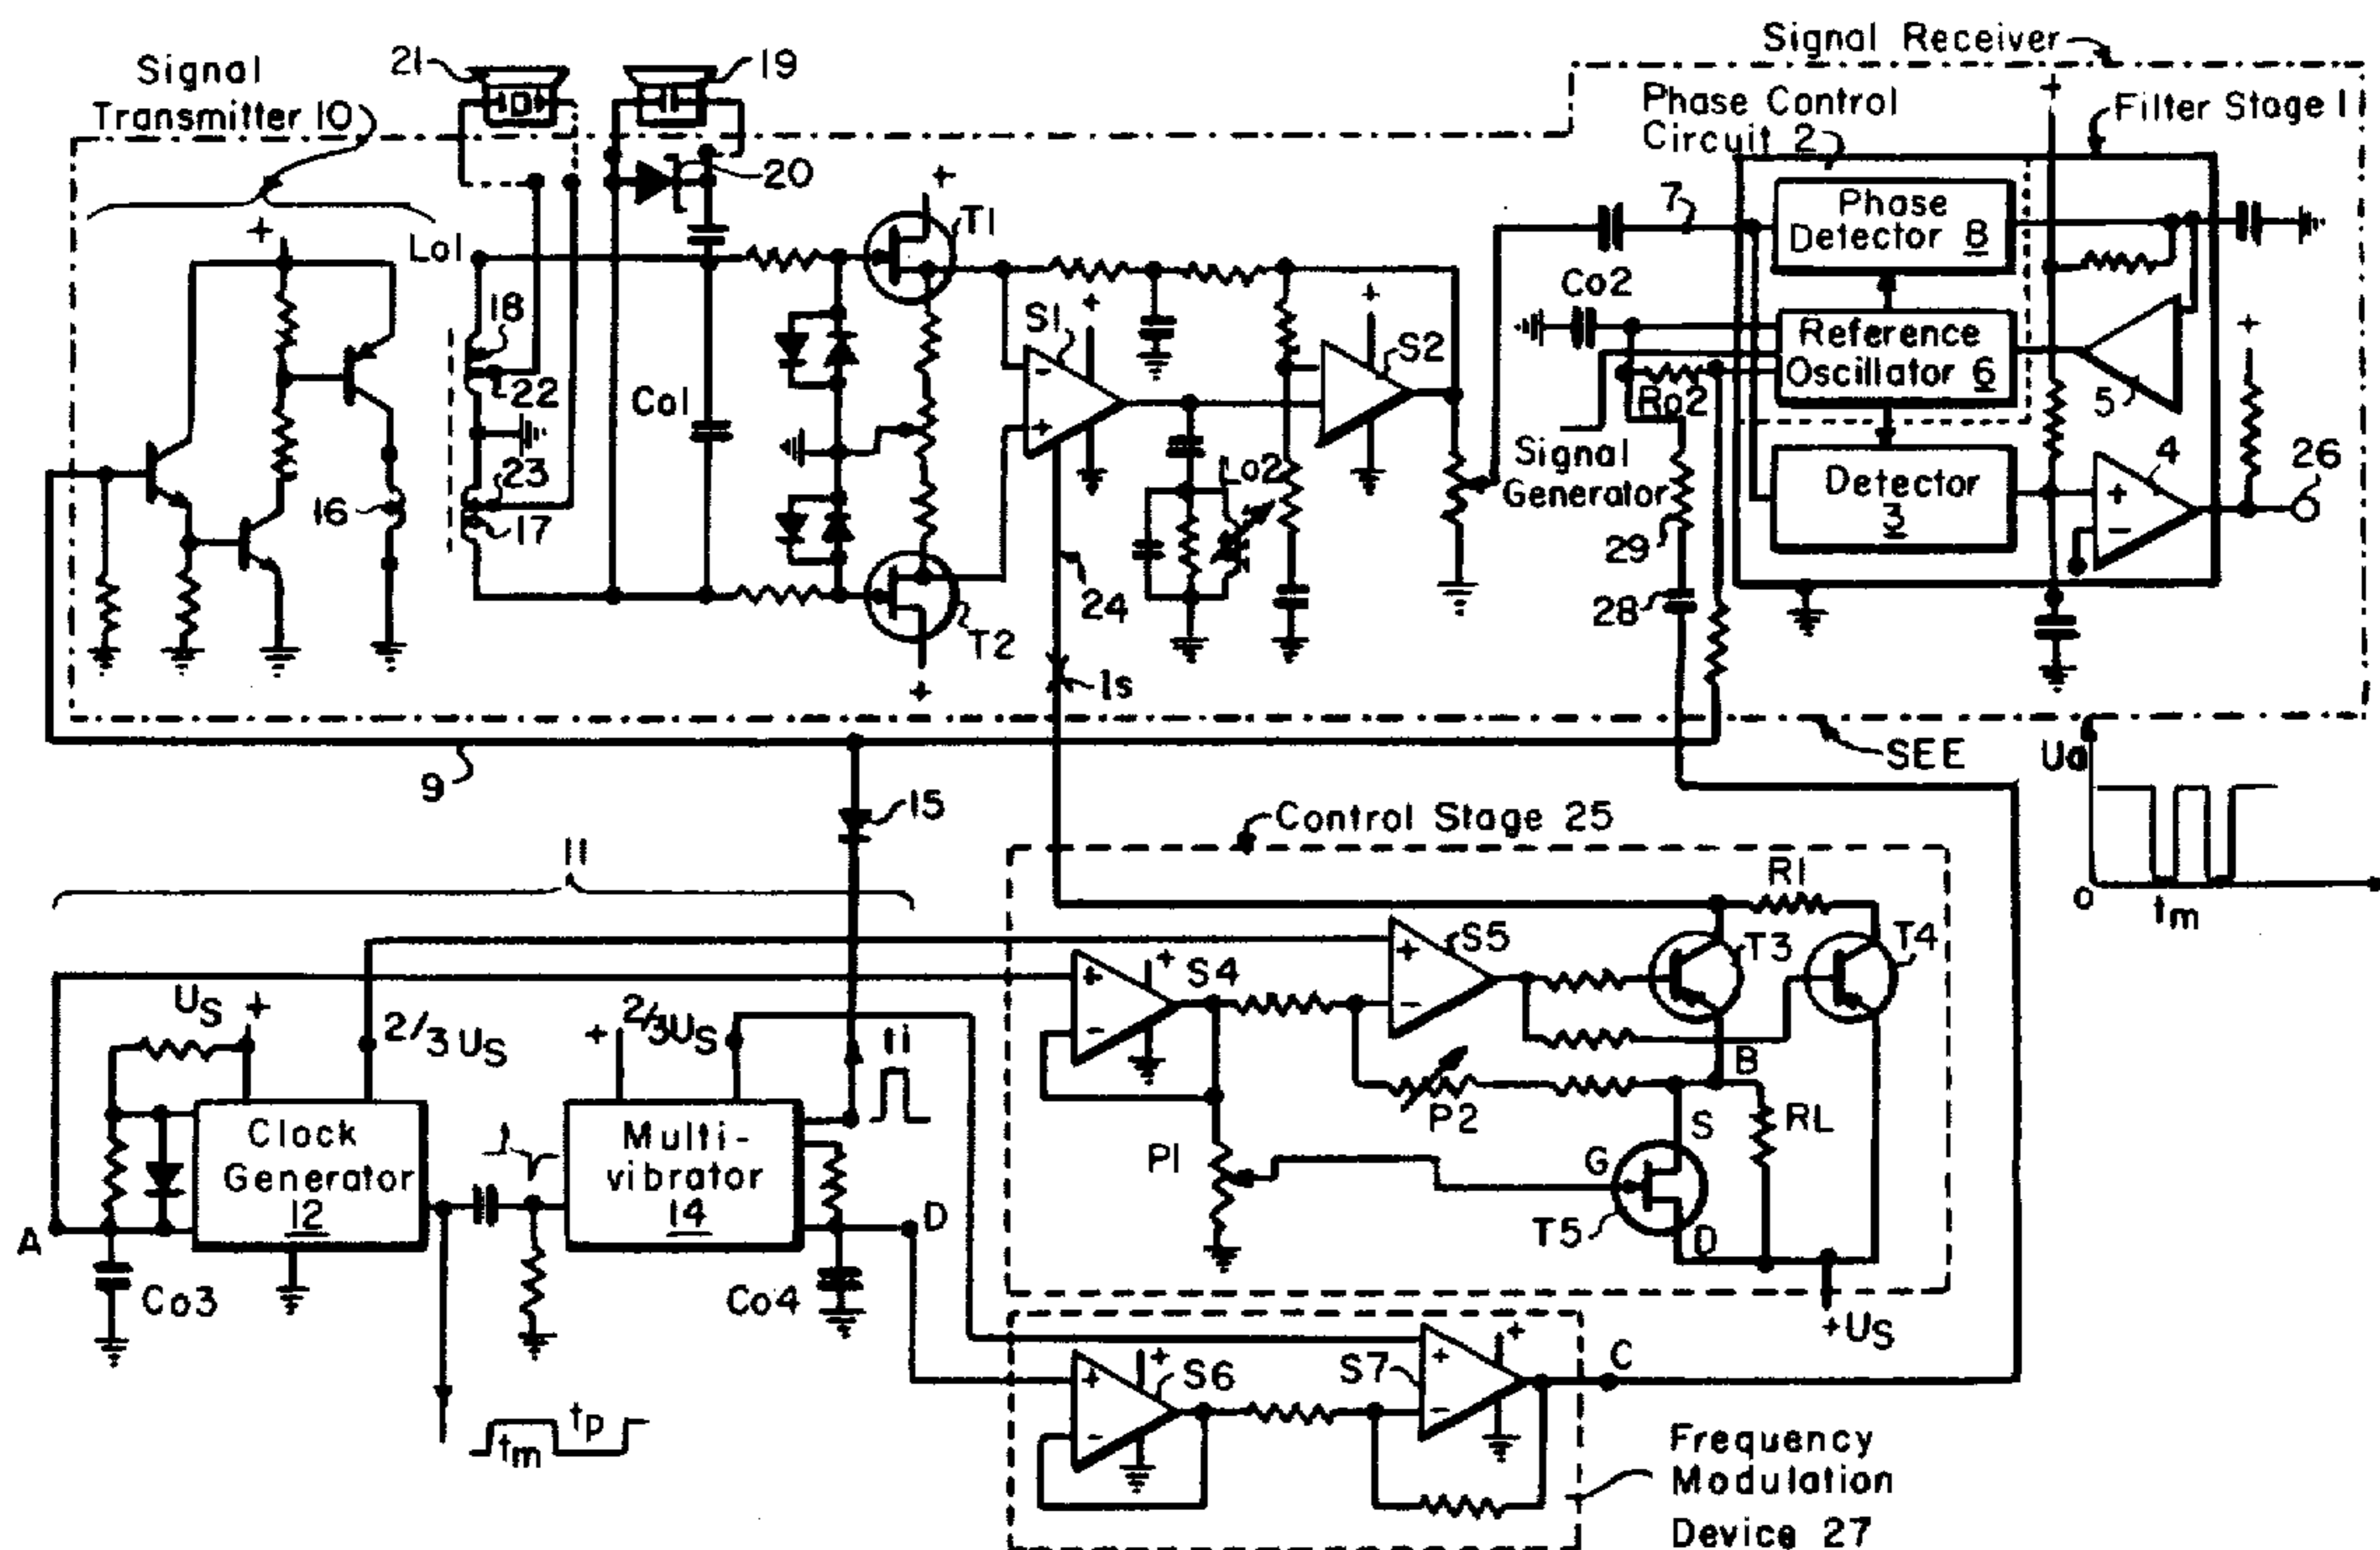 Signal Receiver
Signal
Transmitter 10
21
19
Phase Control
Circuit 2
Filter Stage 1
20
+
+
+
T1
7
Phase
Detector 8
Lo1
18
22
Co1
23
16
17
S1
+
-
+
+
S2
Co2
Reference
Oscillator 6
5
Ro2
+
Signal
Generator
Lo2
Detector
3
4
+
-
26
29
28
24
T2
+
1s
9
SEE
Ua
0
tm
15
Control Stage 25
11
R1
S5
+
-
T3
T4
+
S4
+
-
US
+
2/3 US
+
2/3US
ti
B
P2
S
RL
Clock
Generator
12
Multi-
vibrator
14
P1
G
T5
D
A
D
Co3
Co4
+US
tm
tp
+
S6
+
-
S7
+
+
-
C
Frequency
Modulation
Device 27